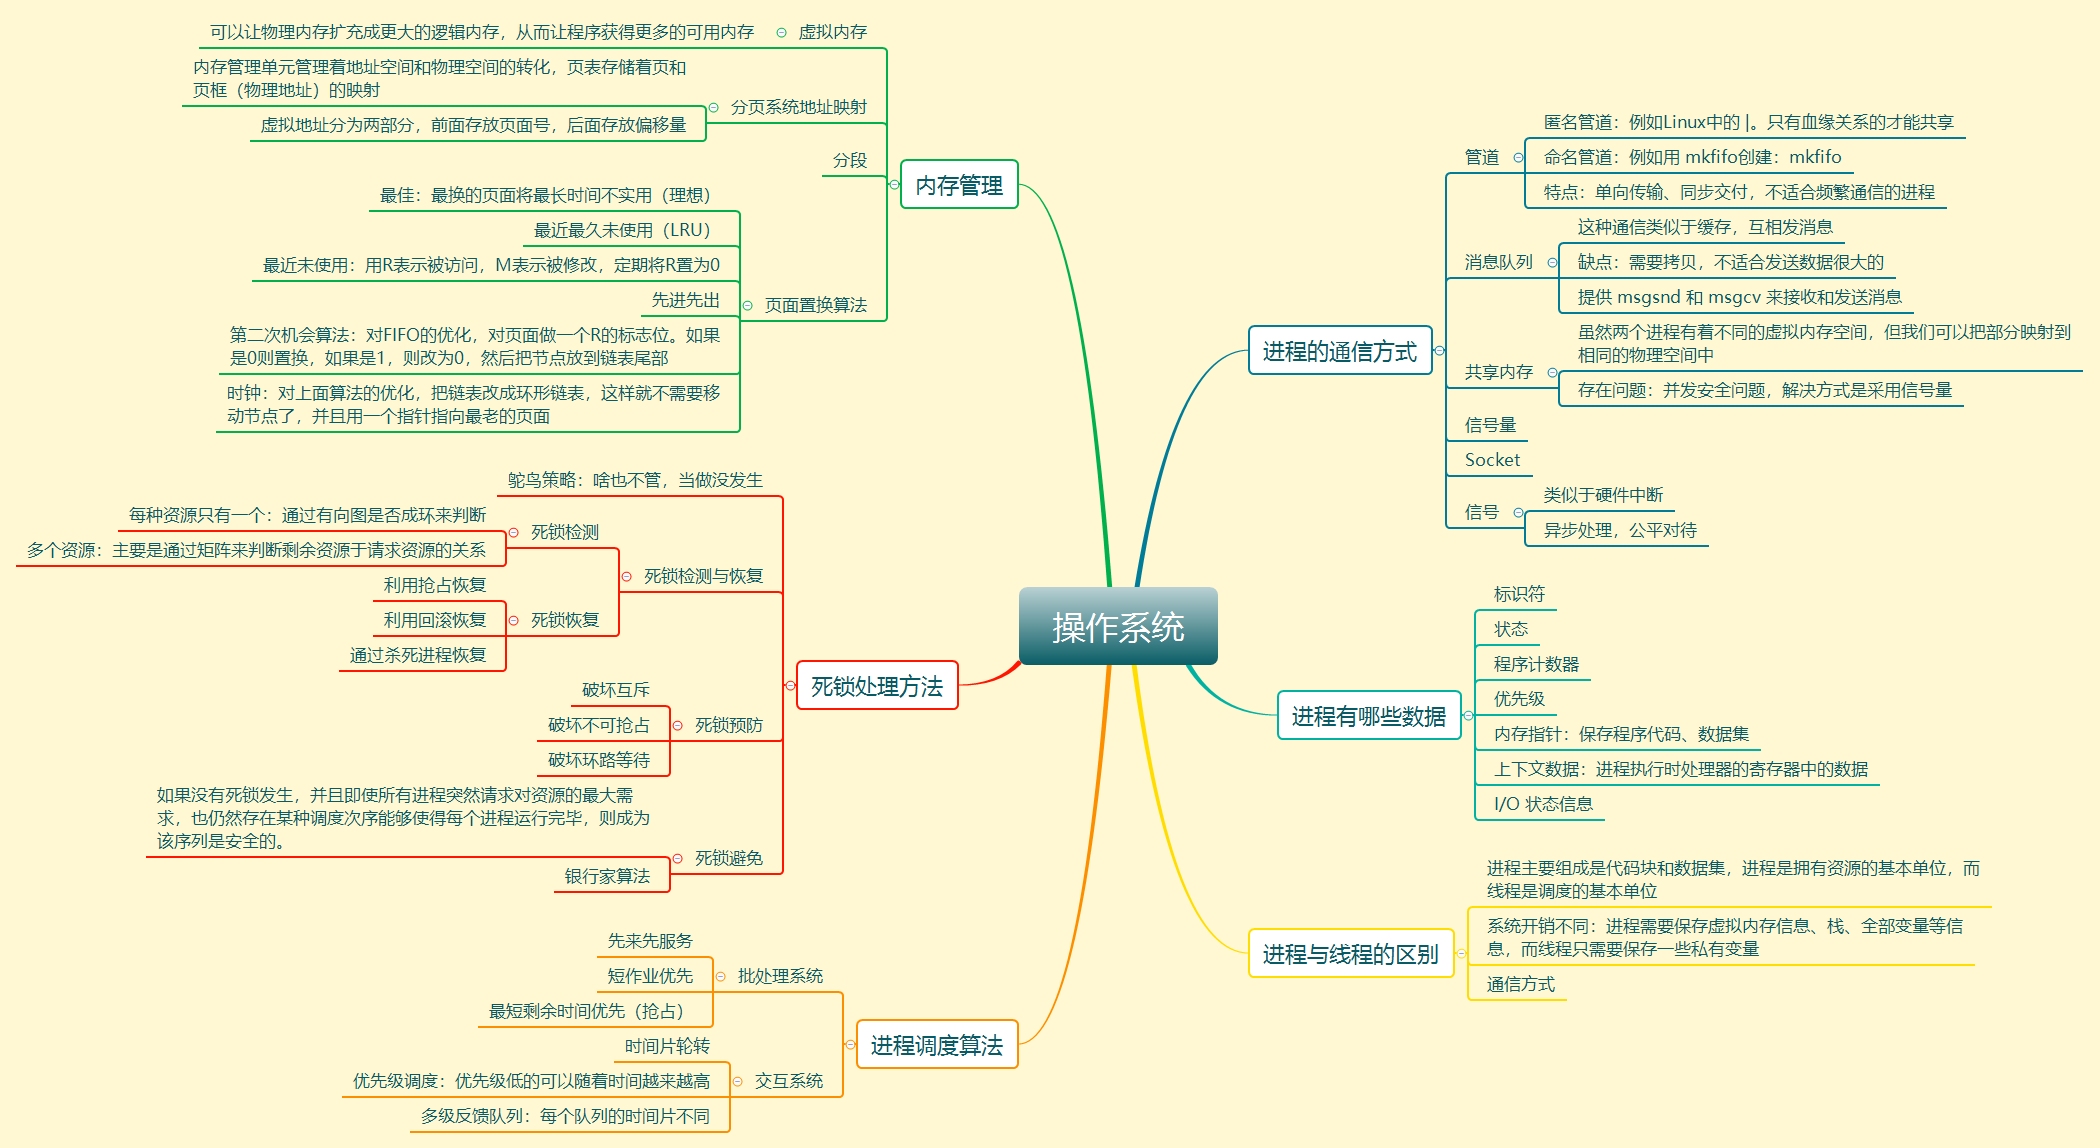 操作系统
进程的通信方式
管道
匿名管道：例如Linux中的 |。只有血缘关系的才能共享
命名管道：例如用 mkfifo创建：mkfifo
特点：单向传输、同步交付，不适合频繁通信的进程
消息队列
这种通信类似于缓存，互相发消息
缺点：需要拷贝，不适合发送数据很大的
提供 msgsnd 和 msgcv 来接收和发送消息
共享内存
虽然两个进程有着不同的虚拟内存空间，但我们可以把部分映射到
相同的物理空间中
存在问题：并发安全问题，解决方式是采用信号量
信号量
Socket
信号
类似于硬件中断
异步处理，公平对待
进程有哪些数据
标识符
状态
程序计数器
优先级
内存指针：保存程序代码、数据集
上下文数据：进程执行时处理器的寄存器中的数据
I/O 状态信息
进程与线程的区别
进程主要组成是代码块和数据集，进程是拥有资源的基本单位，而
线程是调度的基本单位
系统开销不同：进程需要保存虚拟内存信息、栈、全部变量等信
息，而线程只需要保存一些私有变量
通信方式
内存管理
虚拟内存
可以让物理内存扩充成更大的逻辑内存，从而让程序获得更多的可用内存
分页系统地址映射
内存管理单元管理着地址空间和物理空间的转化，页表存储着页和
页框（物理地址）的映射
虚拟地址分为两部分，前面存放页面号，后面存放偏移量
分段
页面置换算法
最佳：最换的页面将最长时间不实用（理想）
最近最久未使用（LRU）
最近未使用：用R表示被访问，M表示被修改，定期将R置为0
先进先出
第二次机会算法：对FIFO的优化，对页面做一个R的标志位。如果
是0则置换，如果是1，则改为0，然后把节点放到链表尾部
时钟：对上面算法的优化，把链表改成环形链表，这样就不需要移
动节点了，并且用一个指针指向最老的页面
死锁处理方法
鸵鸟策略：啥也不管，当做没发生
死锁检测与恢复
死锁检测
每种资源只有一个：通过有向图是否成环来判断
多个资源：主要是通过矩阵来判断剩余资源于请求资源的关系
死锁恢复
利用抢占恢复
利用回滚恢复
通过杀死进程恢复
死锁预防
破坏互斥
破坏不可抢占
破坏环路等待
死锁避免
如果没有死锁发生，并且即使所有进程突然请求对资源的最大需
求，也仍然存在某种调度次序能够使得每个进程运行完毕，则成为
该序列是安全的。
银行家算法
进程调度算法
批处理系统
先来先服务
短作业优先
最短剩余时间优先（抢占）
交互系统
时间片轮转
优先级调度：优先级低的可以随着时间越来越高
多级反馈队列：每个队列的时间片不同